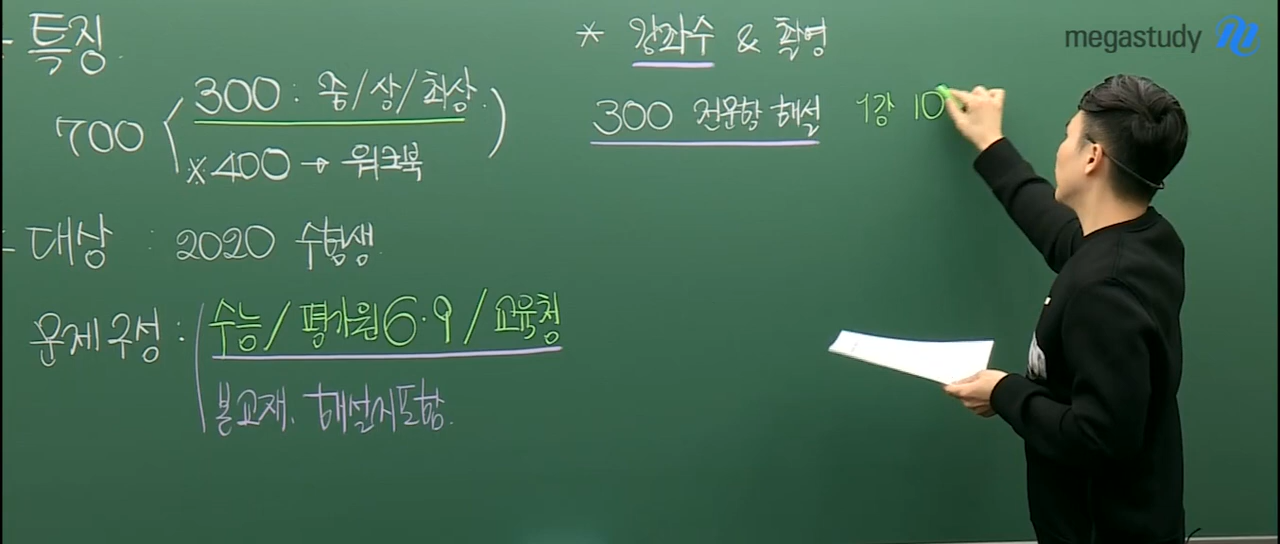 - 특징.
700 < 300 : 중/상/최상. )
※400 → 워크북
- 대상 : 2020 수험생.
문제구성 : 수능/평가원6·9/교육청
본교재, 해설서포함.
* 강좌수 & 촬영
300 전문항 해설 1강 10
megastudy